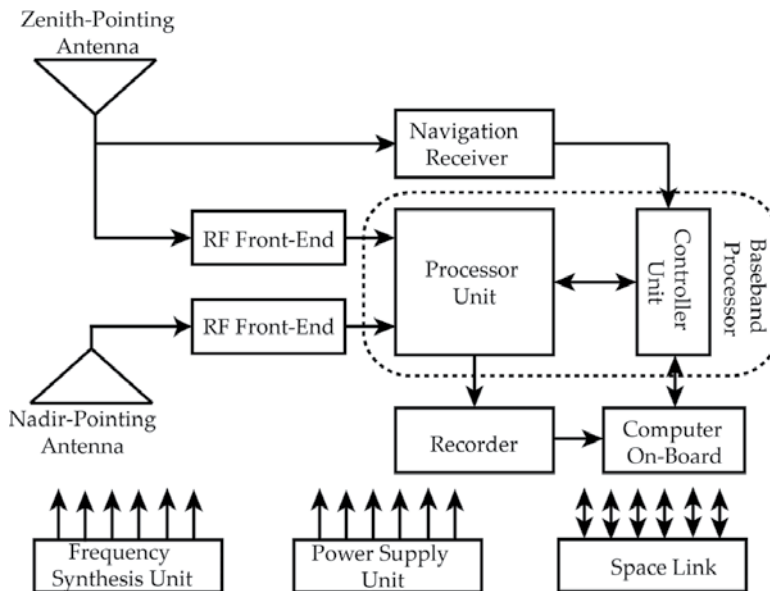 Zenith-Pointing
Antenna
Navigation
Receiver
RF Front-End
Processor
Unit
Controller
Unit
Baseband
Processor
RF Front-End
Nadir-Pointing
Antenna
Recorder
Computer
On-Board
Frequency
Synthesis Unit
Power Supply
Unit
Space Link